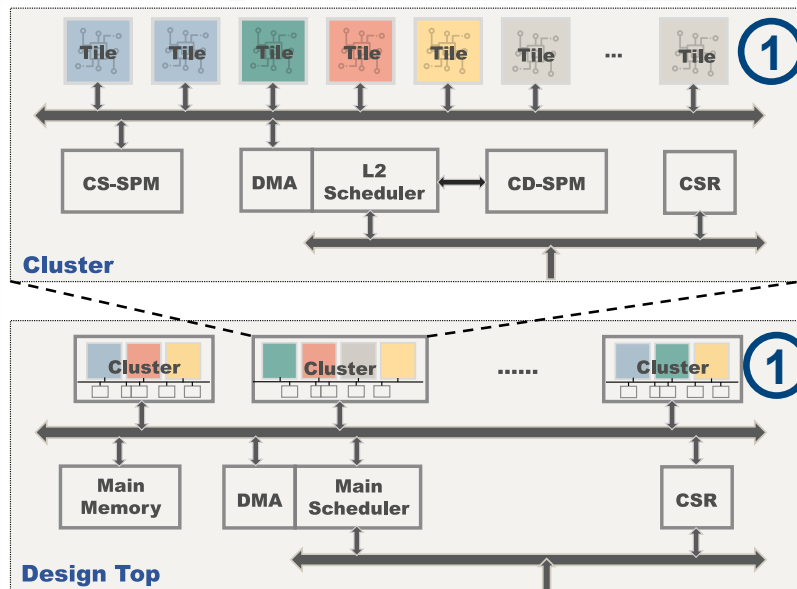 Tile Tile Tile Tile Tile Tile ... Tile 1
CS-SPM DMA L2 Scheduler CD-SPM CSR
Cluster
Cluster Cluster ...... Cluster 1
Main Memory DMA Main Scheduler CSR
Design Top